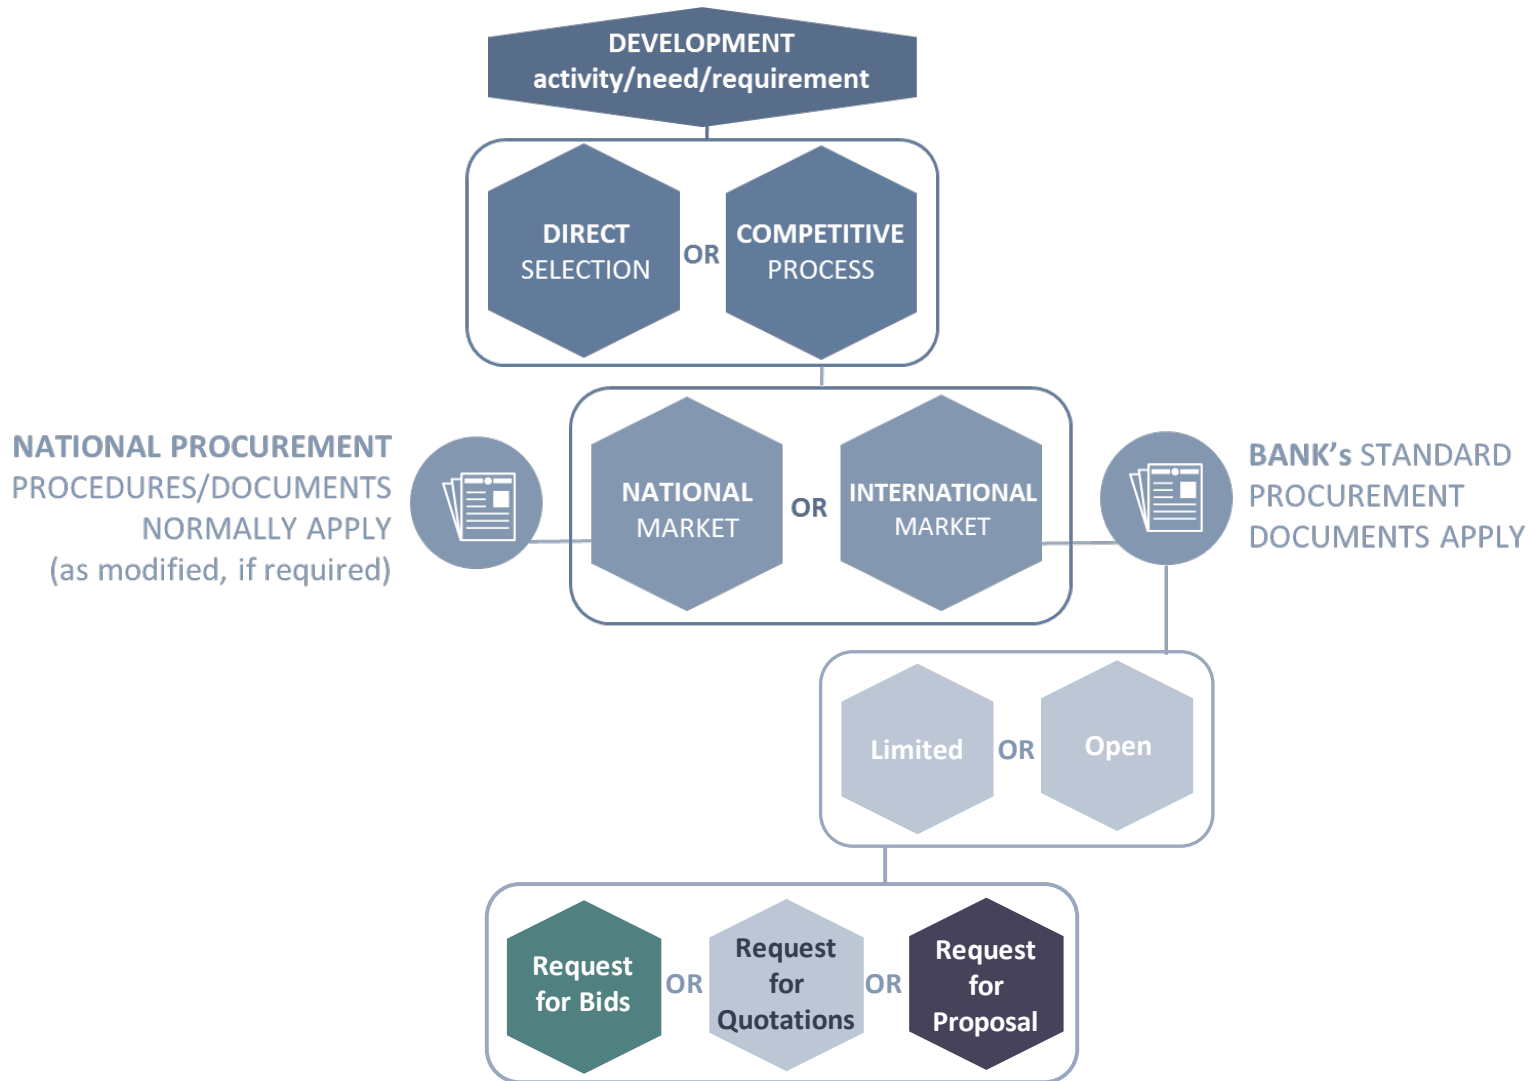 DEVELOPMENT
activity/need/requirement
DIRECT
SELECTION
OR
COMPETITIVE
PROCESS
NATIONAL PROCUREMENT
PROCEDURES/DOCUMENTS
NORMALLY APPLY
(as modified, if required)
NATIONAL
MARKET
OR
INTERNATIONAL
MARKET
BANK's STANDARD
PROCUREMENT
DOCUMENTS APPLY
Limited
OR
Open
Request
for Bids
OR
Request
for
Quotations
OR
Request
for
Proposal